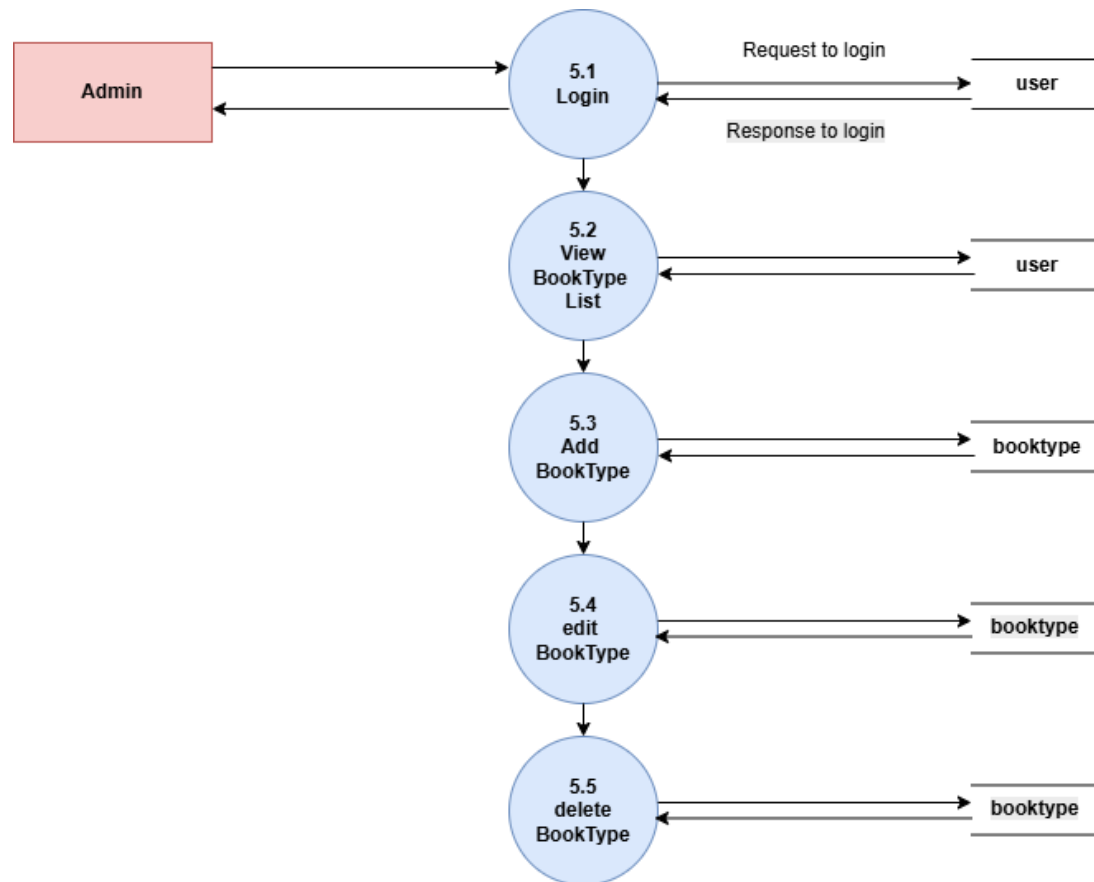 Admin
5.1
Login
Request to login
Response to login
user
5.2
View
BookType
List
user
5.3
Add
BookType
booktype
5.4
edit
BookType
booktype
5.5
delete
BookType
booktype